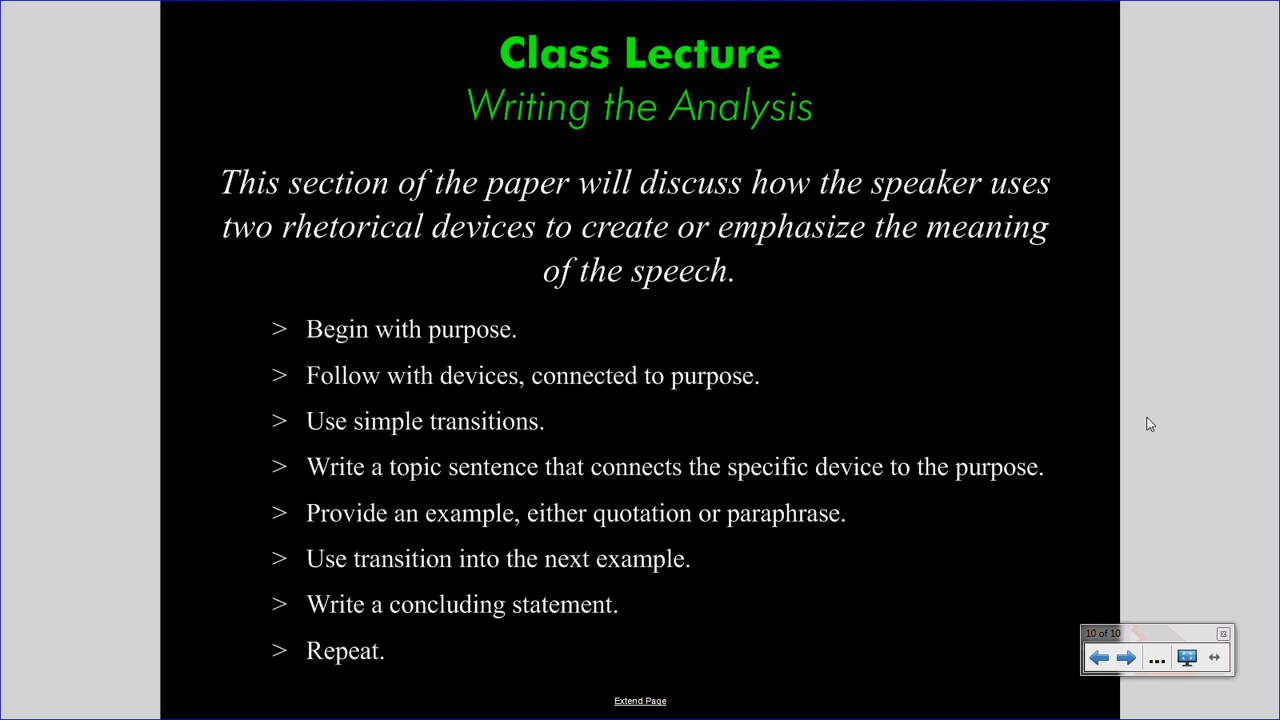 Class Lecture
Writing the Analysis
This section of the paper will discuss how the speaker uses
two rhetorical devices to create or emphasize the meaning
of the speech.
> Begin with purpose.
> Follow with devices, connected to purpose.
> Use simple transitions.
> Write a topic sentence that connects the specific device to the purpose.
> Provide an example, either quotation or paraphrase.
> Use transition into the next example.
> Write a concluding statement.
> Repeat.
10 of 10
...
Extend Page